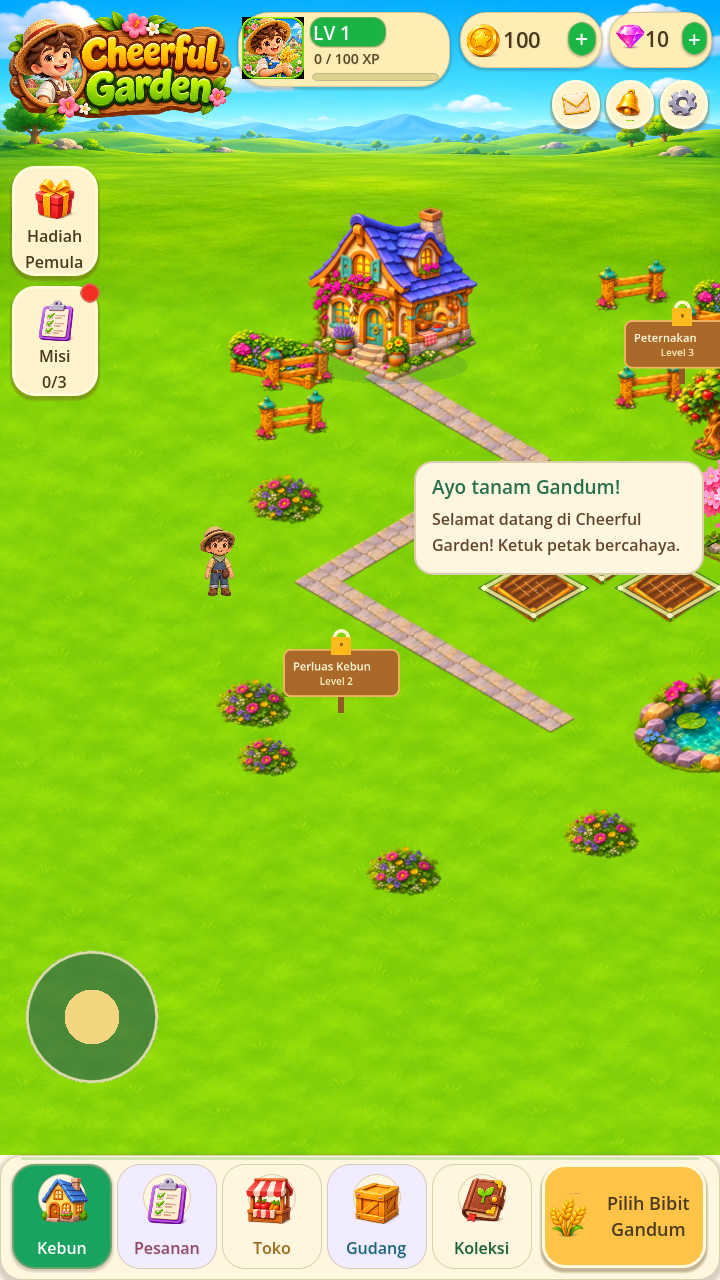 Cheerful
Garden
LV 1
0 / 100 XP
100
+
10
+
Hadiah
Pemula
Misi
0/3
Peternakan
Level 3
Ayo tanam Gandum!
Selamat datang di Cheerful
Garden! Ketuk petak bercahaya.
Perluas Kebun
Level 2
Kebun
Pesanan
Toko
Gudang
Koleksi
Pilih Bibit
Gandum